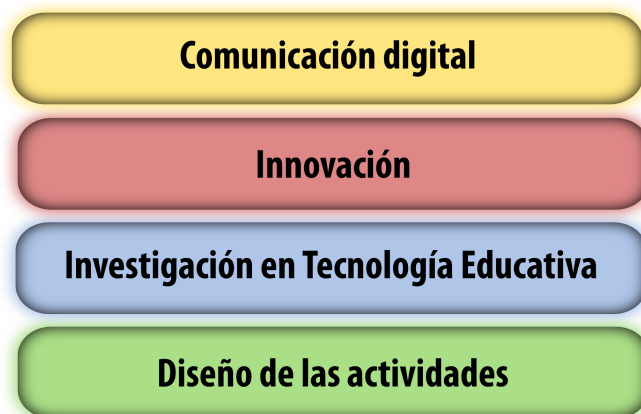 Comunicación digital
Innovación
Investigación en Tecnología Educativa
Diseño de las actividades